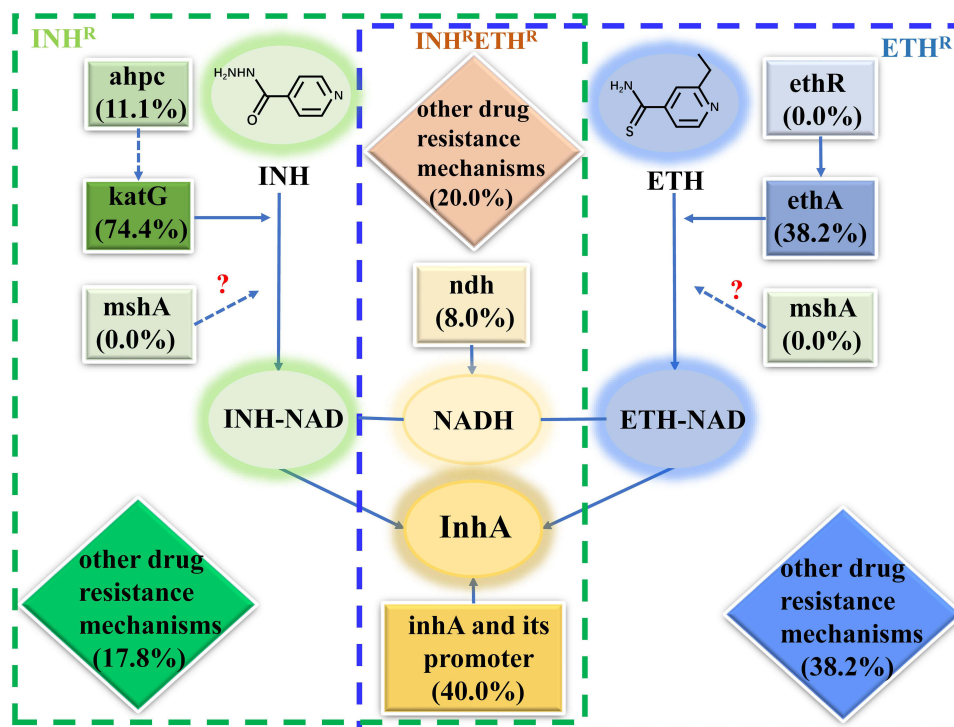 INHᴿ
INHᴿETHᴿ
ETHᴿ
ahpc
(11.1%)
H₂NHN
O
N
INH
katG
(74.4%)
?
mshA
(0.0%)
other drug
resistance
mechanisms
(20.0%)
ndh
(8.0%)
NH₂
S
N
ETH
ethR
(0.0%)
ethA
(38.2%)
?
mshA
(0.0%)
INH-NAD
NADH
ETH-NAD
InhA
other drug
resistance
mechanisms
(17.8%)
inhA and its
promoter
(40.0%)
other drug
resistance
mechanisms
(38.2%)